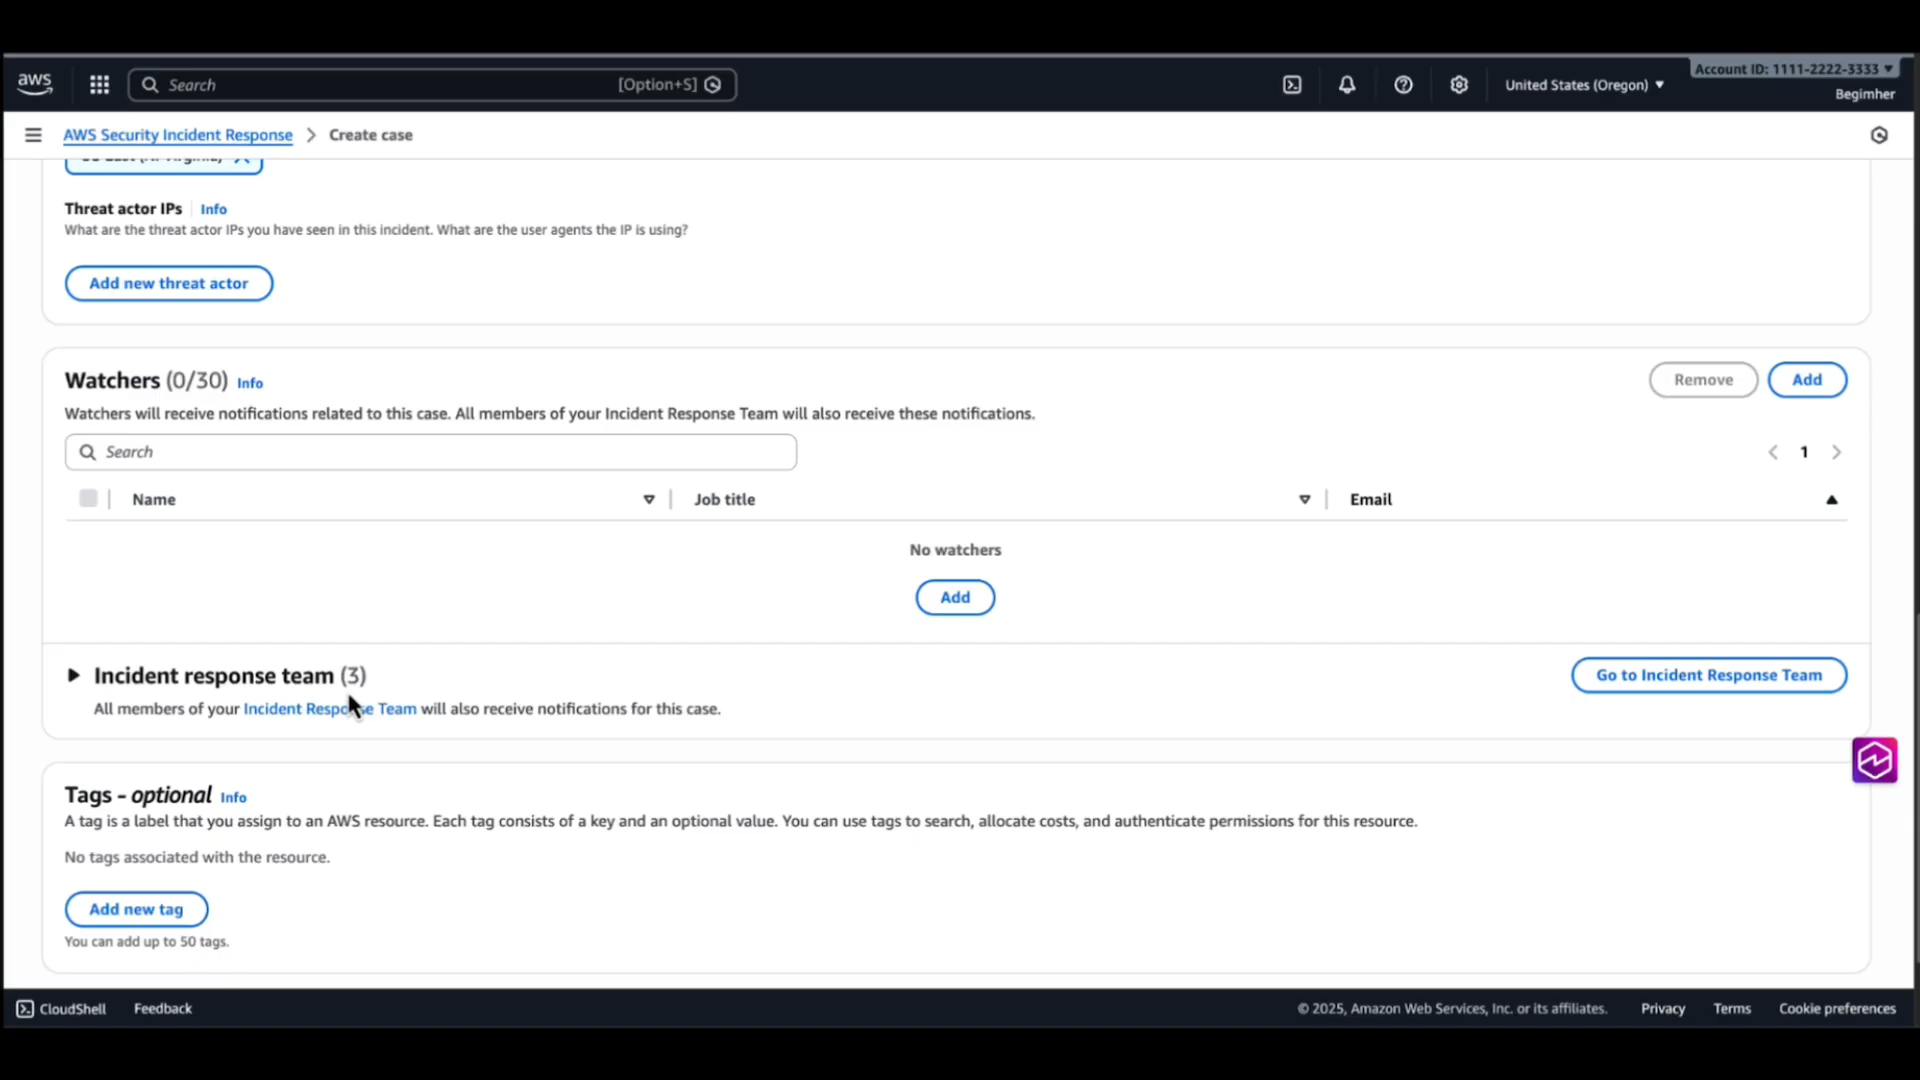 aws
Search
[Option+S]
United States (Oregon)
Account ID: 1111-2222-3333
Begimher
AWS Security Incident Response
Create case
Threat actor IPs
Info
What are the threat actor IPs you have seen in this incident. What are the user agents the IP is using?
Add new threat actor
Watchers (0/30) Info
Remove
Add
Watchers will receive notifications related to this case. All members of your Incident Response Team will also receive these notifications.
Search
1
Name
Job title
Email
No watchers
Add
Incident response team (3)
Go to Incident Response Team
All members of your Incident Response Team will also receive notifications for this case.
Tags - optional Info
A tag is a label that you assign to an AWS resource. Each tag consists of a key and an optional value. You can use tags to search, allocate costs, and authenticate permissions for this resource.
No tags associated with the resource.
Add new tag
You can add up to 50 tags.
CloudShell
Feedback
© 2025, Amazon Web Services, Inc. or its affiliates.
Privacy
Terms
Cookie preferences